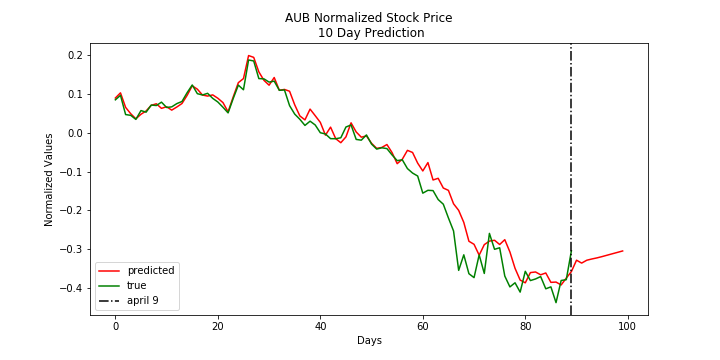 AUB Normalized Stock Price
10 Day Prediction
Normalized Values
0.2
0.1
0.0
−0.1
−0.2
−0.3
−0.4
predicted
true
april 9
0 20 40 60 80 100
Days